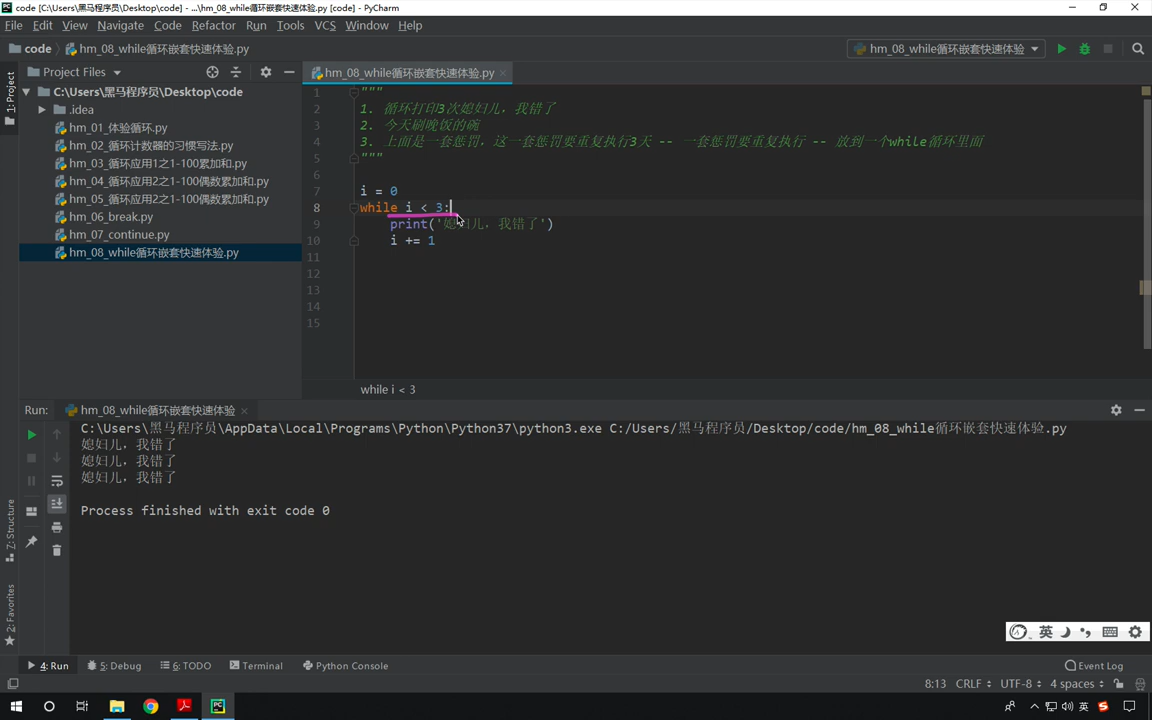 code [C:\Users\黑马程序员\Desktop\code] - ...\hm_08_while循环嵌套快速体验.py [code] - PyCharm
File Edit View Navigate Code Refactor Run Tools VCS Window Help
code hm_08_while循环嵌套快速体验.py
hm_08_while循环嵌套快速体验
1: Project
Project Files
hm_08_while循环嵌套快速体验.py
C:\Users\黑马程序员\Desktop\code
.idea
hm_01_体验循环.py
hm_02_循环计数器的习惯写法.py
hm_03_循环应用1之1-100累加和.py
hm_04_循环应用2之1-100偶数累加和.py
hm_05_循环应用2之1-100偶数累加和.py
hm_06_break.py
hm_07_continue.py
hm_08_while循环嵌套快速体验.py
1 """
2 1. 循环打印3次媳妇儿，我错了
3 2. 今天刷晚饭的碗
4 3. 上面是一套惩罚，这一套惩罚要重复执行3天 -- 一套惩罚要重复执行 -- 放到一个while循环里面
5 """
6
7 i = 0
8 while i < 3:
9 print('媳妇儿，我错了')
10 i += 1
11
12
13
14
15
while i < 3
Run: hm_08_while循环嵌套快速体验
C:\Users\黑马程序员\AppData\Local\Programs\Python\Python37\python3.exe C:/Users/黑马程序员/Desktop/code/hm_08_while循环嵌套快速体验.py
媳妇儿，我错了
媳妇儿，我错了
媳妇儿，我错了
Process finished with exit code 0
7: Structure
2: Favorites
英
4: Run 5: Debug 6: TODO Terminal Python Console Event Log
8:13 CRLF UTF-8 4 spaces
英